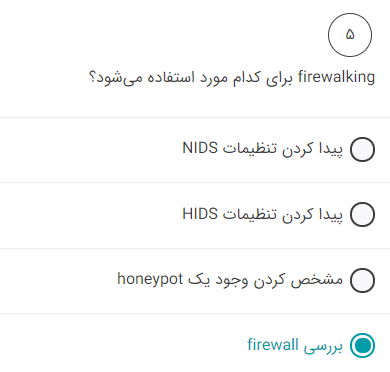 ۵
firewalking برای کدام مورد استفاده می‌شود؟
پیدا کردن تنظیمات NIDS
پیدا کردن تنظیمات HIDS
مشخص کردن وجود یک honeypot
بررسی firewall